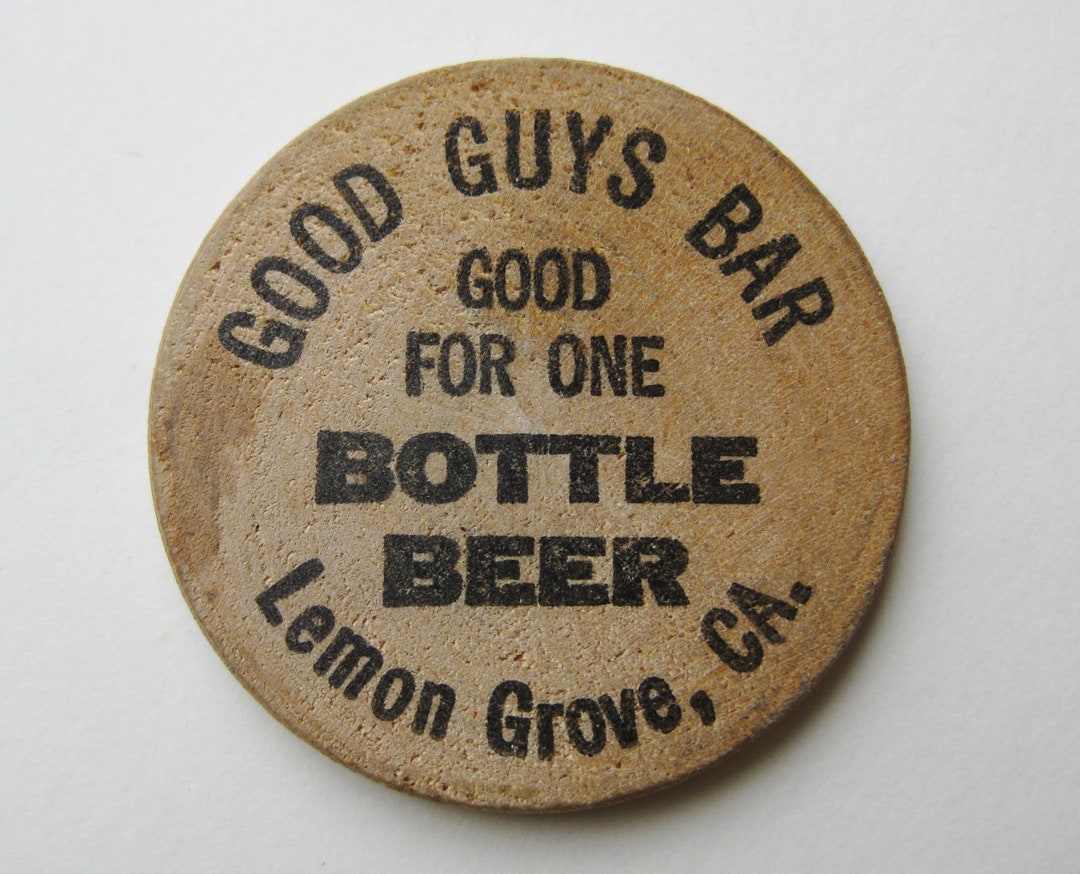 GOOD GUYS BAR
GOOD
FOR ONE
BOTTLE
BEER
Lemon Grove, CA.